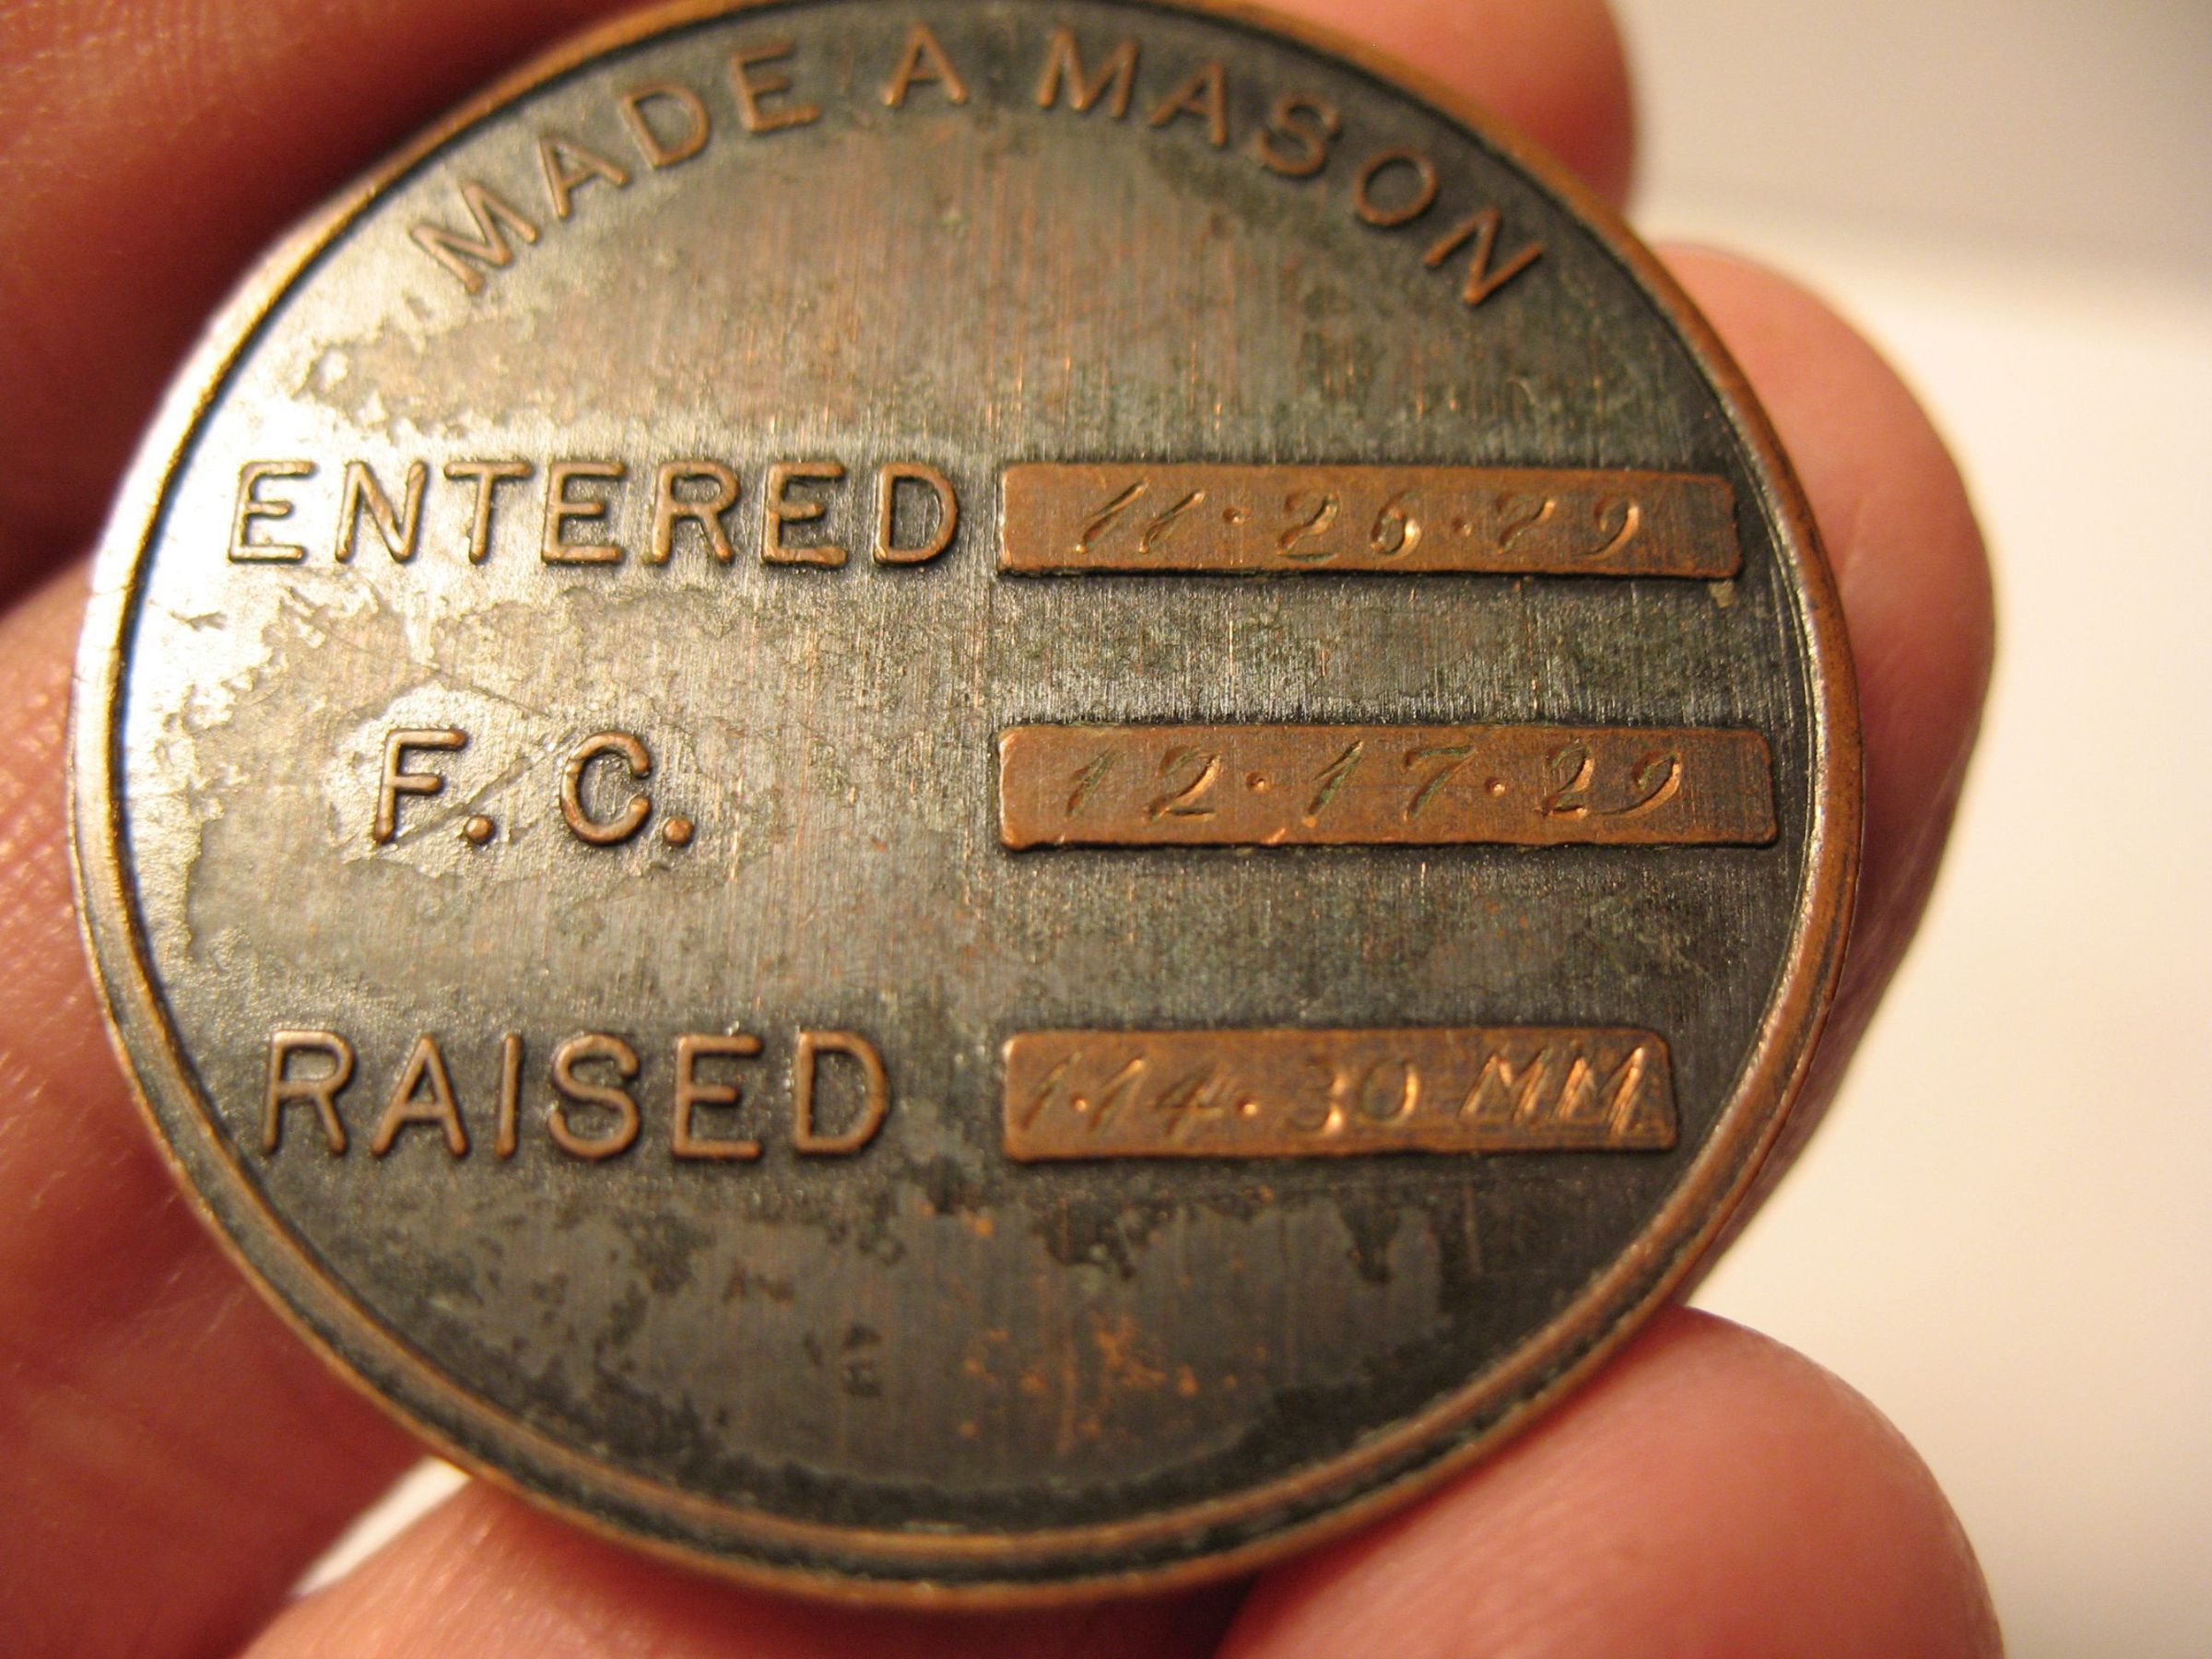 MADE A MASON
ENTERED 11·26·29
F. C. 12·17·29
RAISED 1·14·30 MM